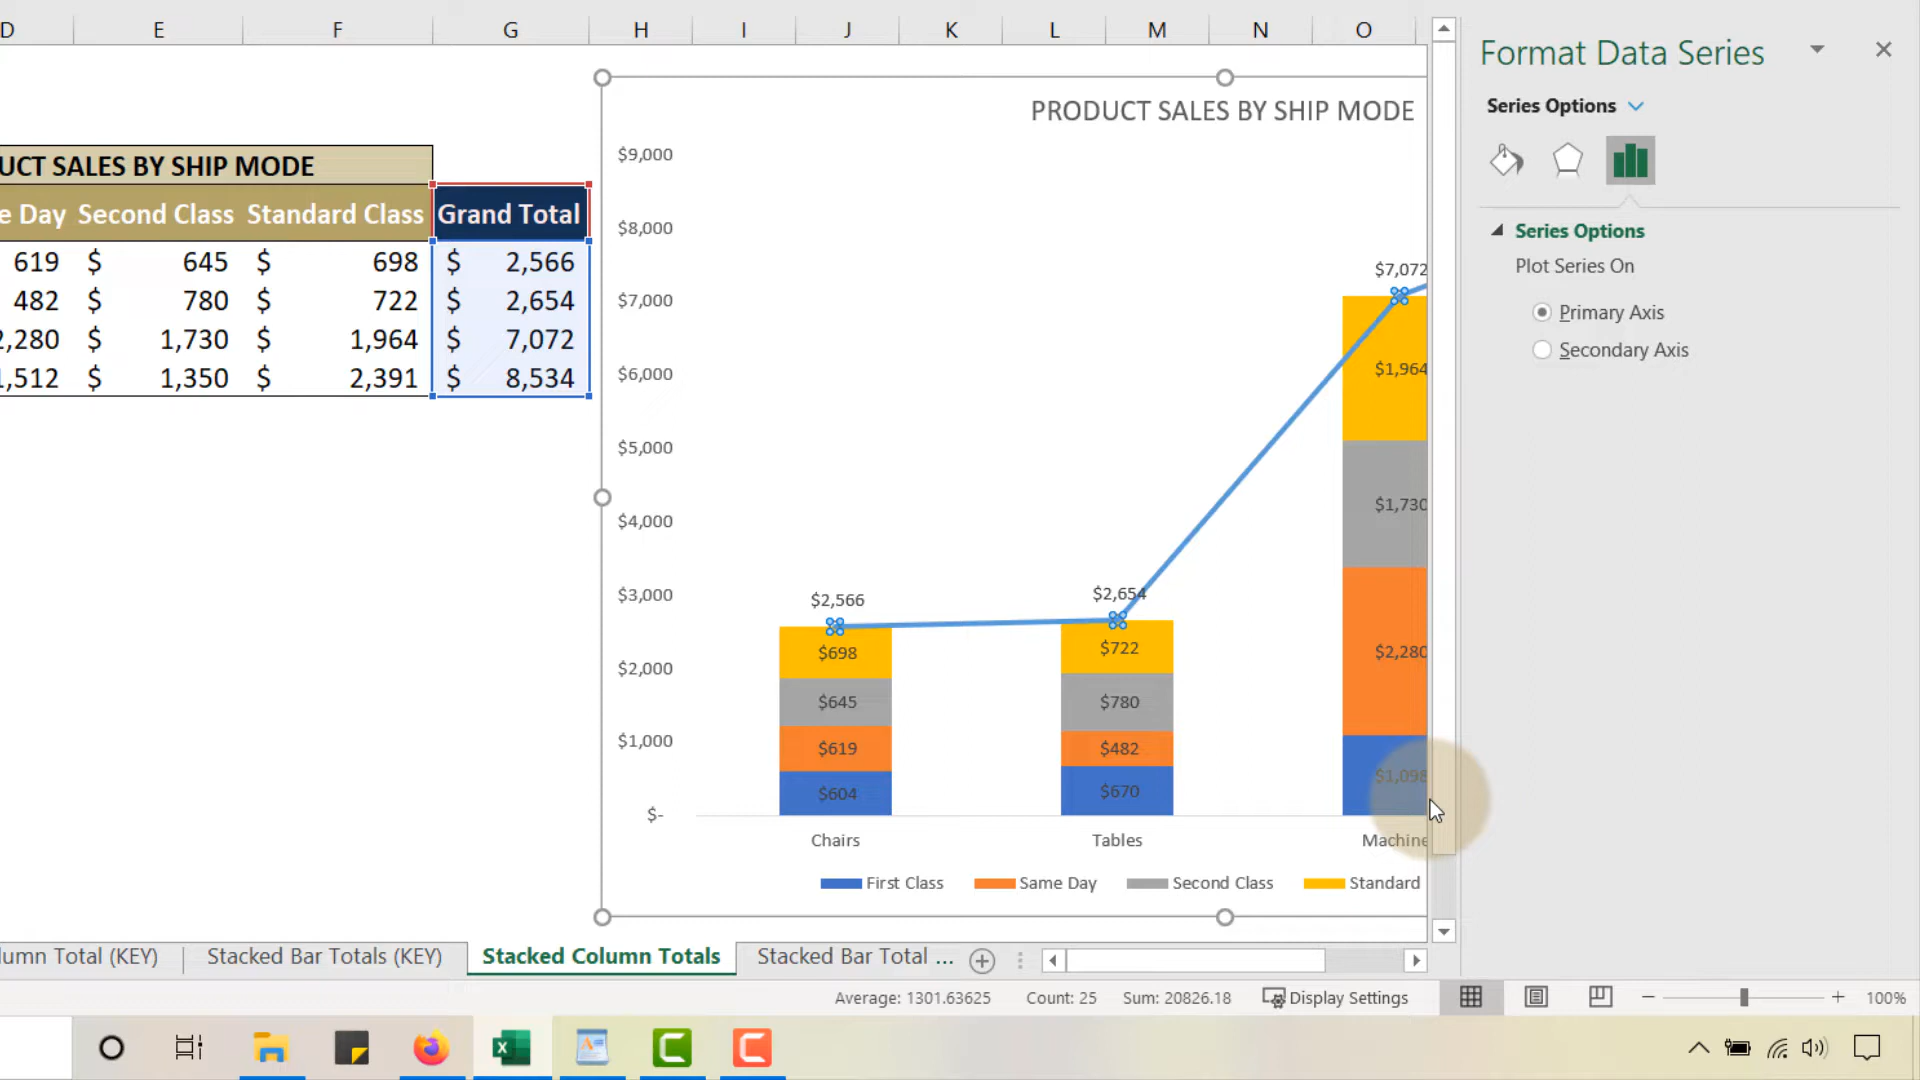 D E F G H I J K L M N O
Format Data Series
Series Options
PRODUCT SALES BY SHIP MODE
UCT SALES BY SHIP MODE
e Day Second Class Standard Class Grand Total
619 $ 645 $ 698 $ 2,566
482 $ 780 $ 722 $ 2,654
2,280 $ 1,730 $ 1,964 $ 7,072
1,512 $ 1,350 $ 2,391 $ 8,534
Series Options
Plot Series On
Primary Axis
Secondary Axis
$9,000
$8,000
$7,000
$6,000
$5,000
$4,000
$3,000
$2,000
$1,000
$-
$2,566
$698
$645
$619
$604
$2,654
$722
$780
$482
$670
$7,072
$1,964
$1,730
$2,280
$1,098
Chairs Tables Machine
First Class Same Day Second Class Standard
lumn Total (KEY) Stacked Bar Totals (KEY) Stacked Column Totals Stacked Bar Total ...
Average: 1301.63625 Count: 25 Sum: 20826.18 Display Settings 100%